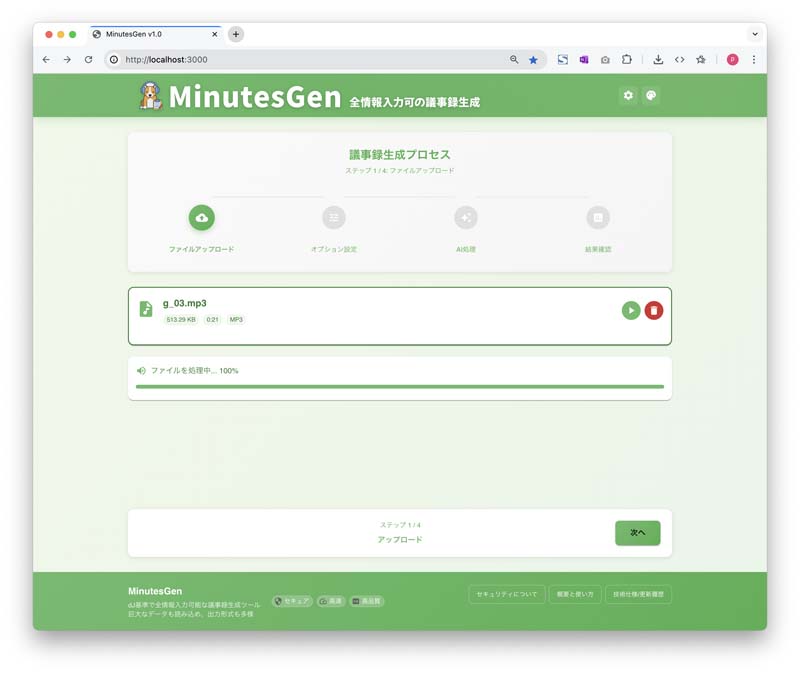 MinutesGen v1.0
http://localhost:3000
P
MinutesGen 全情報入力可の議事録生成
議事録生成プロセス
ステップ 1 / 4: ファイルアップロード
ファイルアップロード
オプション設定
AI処理
結果確認
g_03.mp3
513.29 KB 0:21 MP3
ファイルを処理中... 100%
ステップ 1 / 4
アップロード
次へ
MinutesGen
dJ基準で全情報入力可能な議事録生成ツール
巨大なデータも読み込め、出力形式も多様
セキュア 高速 高品質
セキュリティについて 概要と使い方 技術仕様/更新履歴